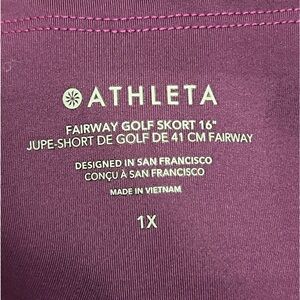 ATHLETA
FAIRWAY GOLF SKORT 16"
JUPE-SHORT DE GOLF DE 41 CM FAIRWAY
DESIGNED IN SAN FRANCISCO
CONÇU À SAN FRANCISCO
MADE IN VIETNAM
1X